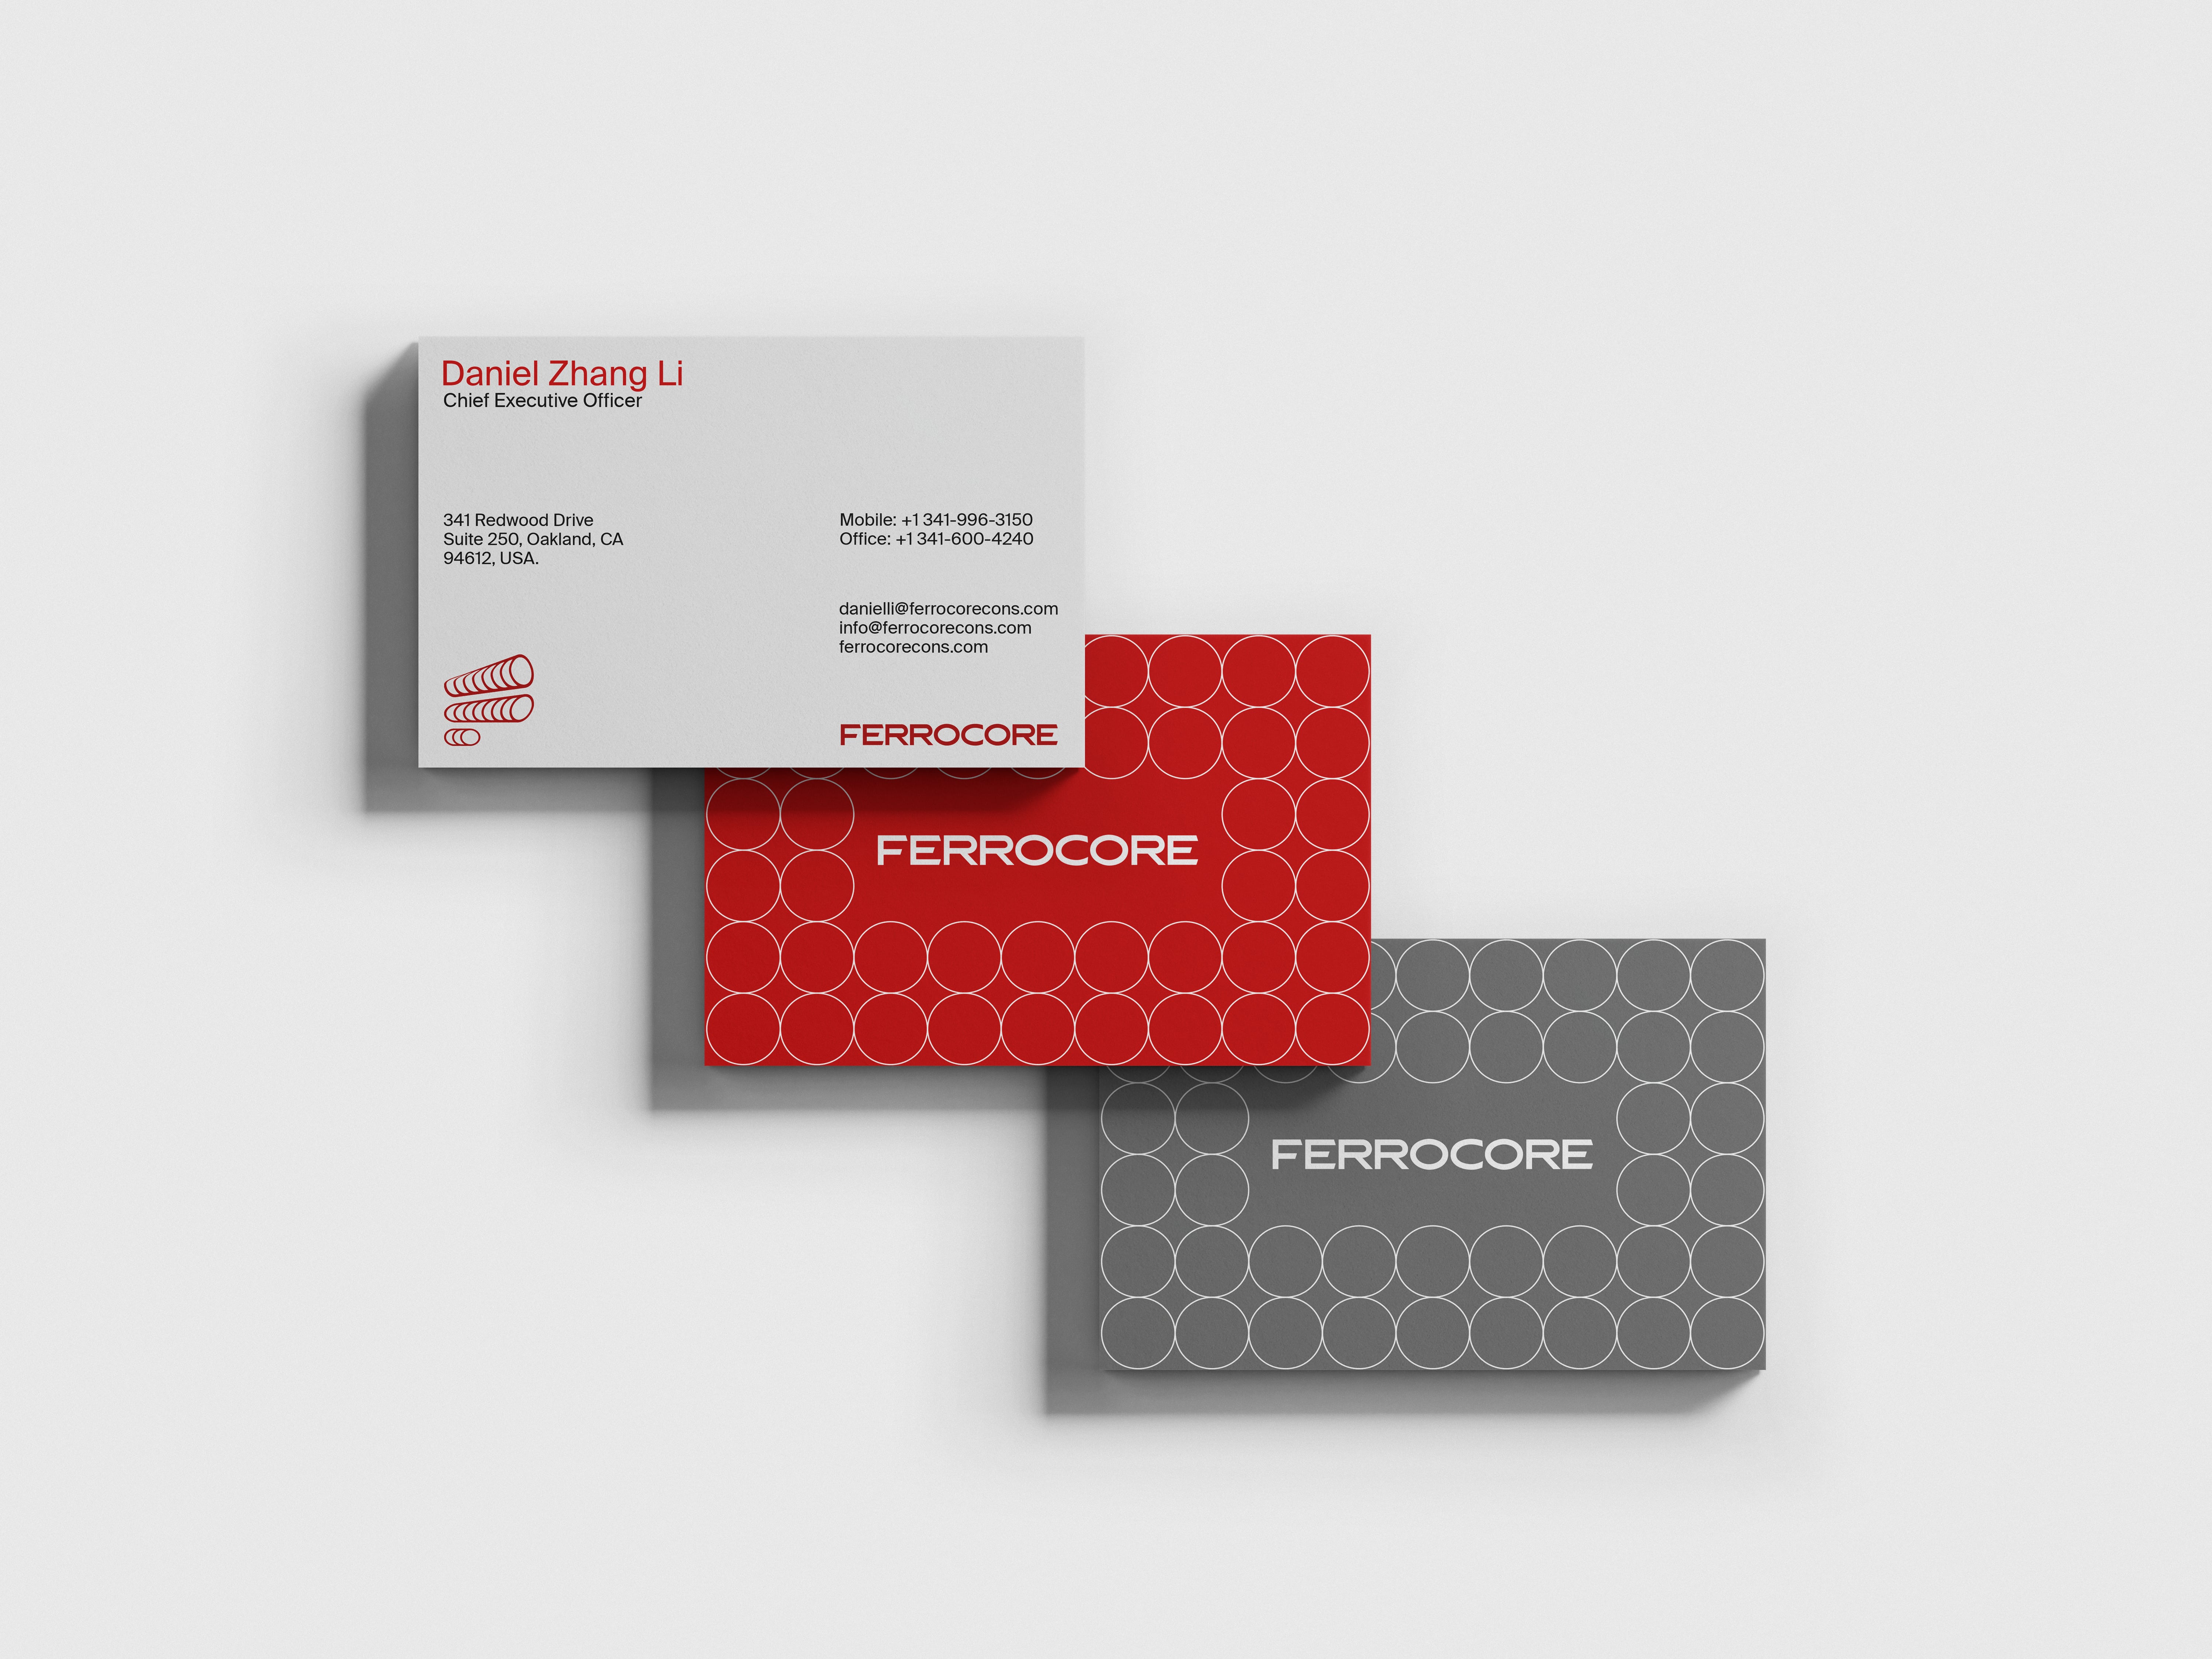 Daniel Zhang Li
Chief Executive Officer
341 Redwood Drive
Suite 250, Oakland, CA
94612, USA.
Mobile: +1 341-996-3150
Office: +1 341-600-4240
danielli@ferrocorecons.com
info@ferrocorecons.com
ferrocorecons.com
FERROCORE
FERROCORE
FERROCORE